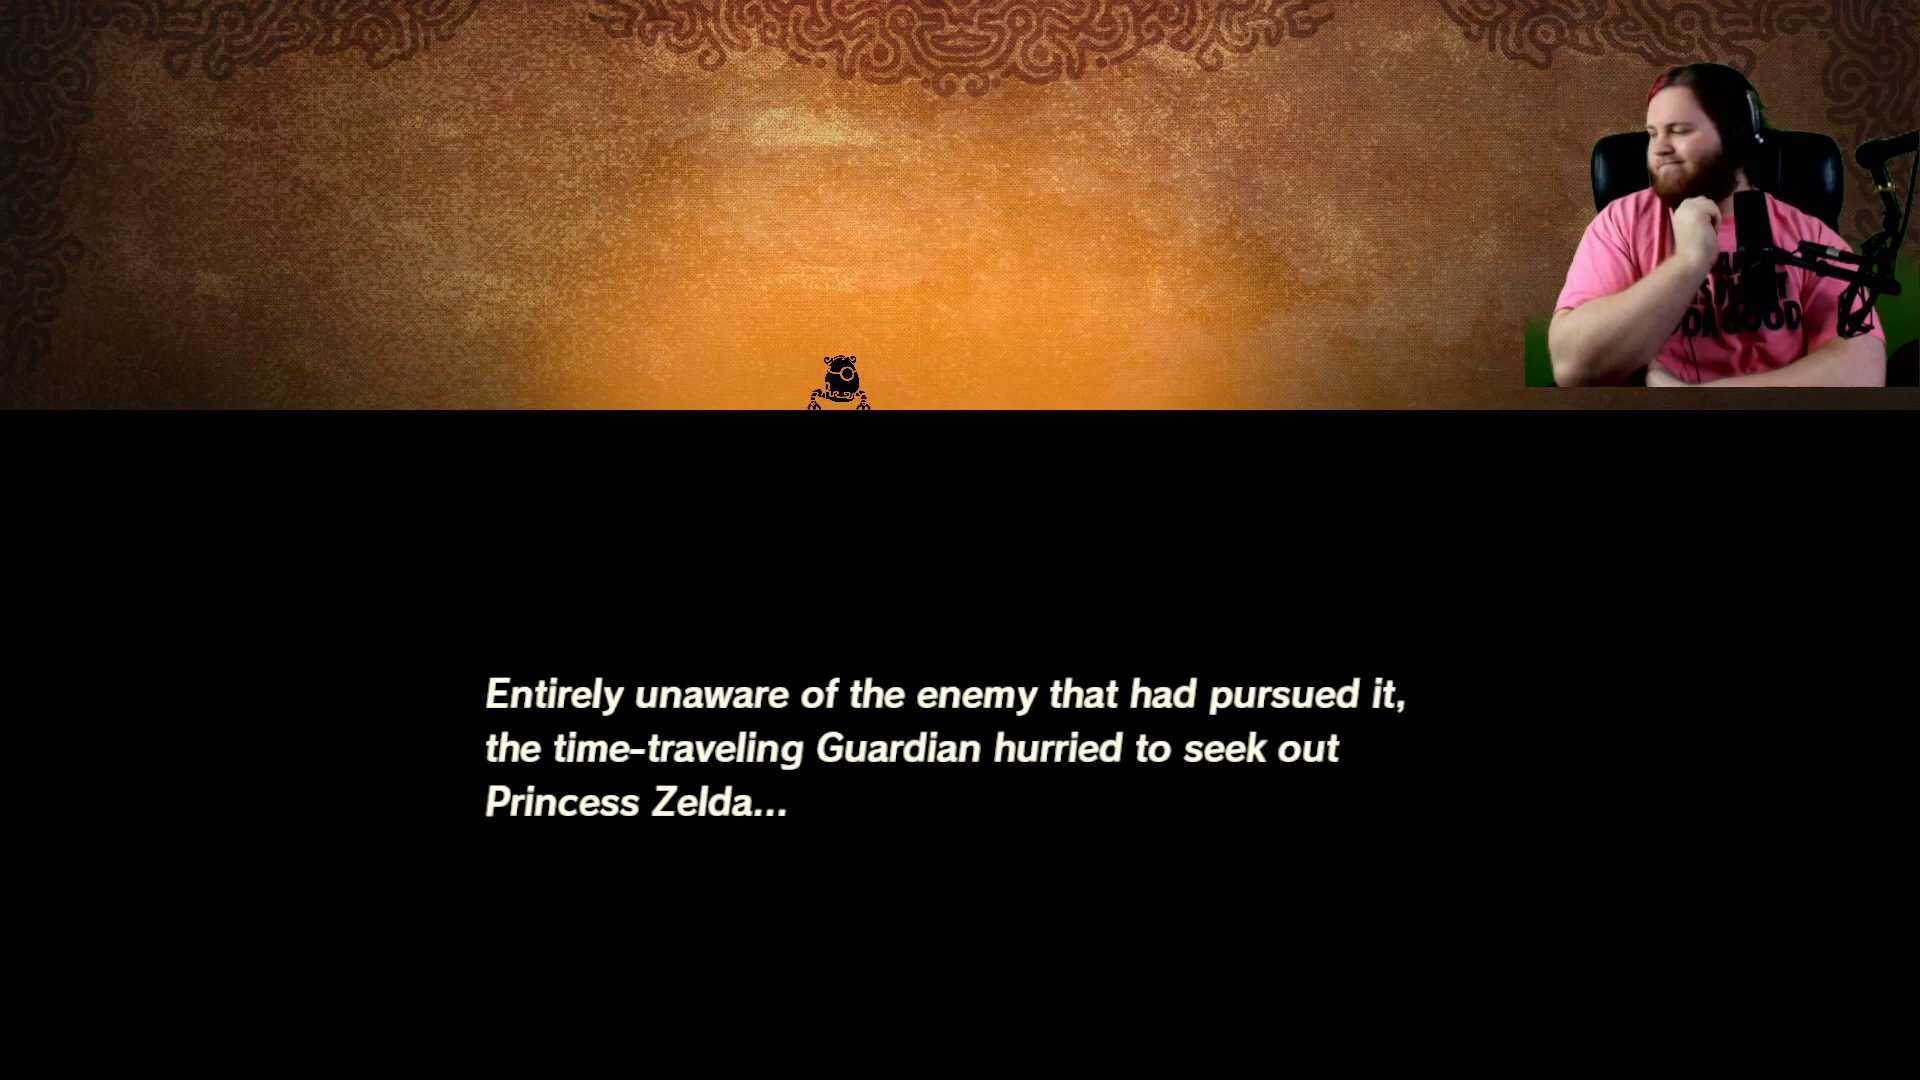 Entirely unaware of the enemy that had pursued it,
the time-traveling Guardian hurried to seek out
Princess Zelda...
GOOD